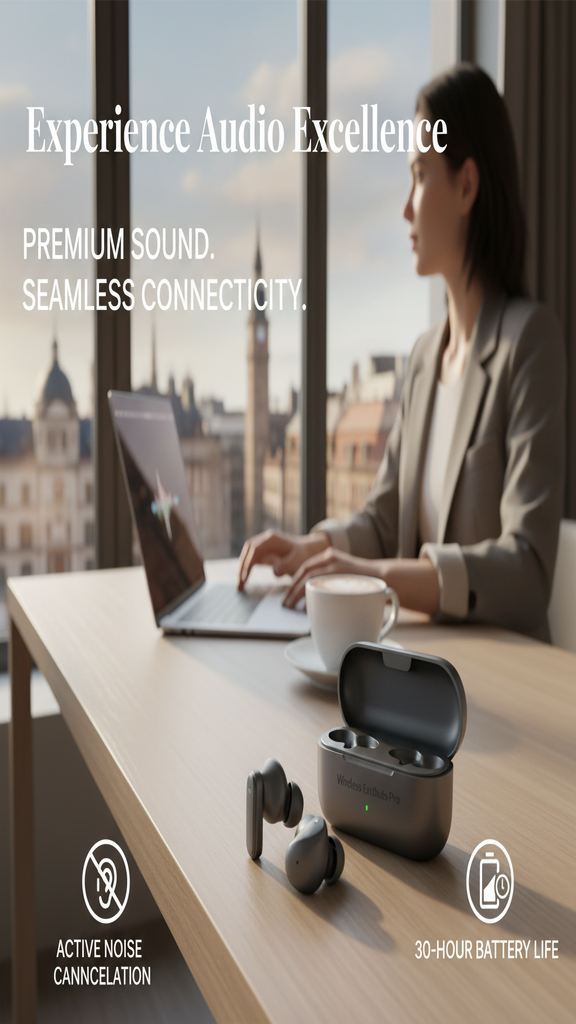 Experience Audio Excellence
PREMIUM SOUND.
SEAMLESS CONNECTICITY.
Wireless Earbuds Pro
ACTIVE NOISE
CANNCELATION
30-HOUR BATTERY LIFE